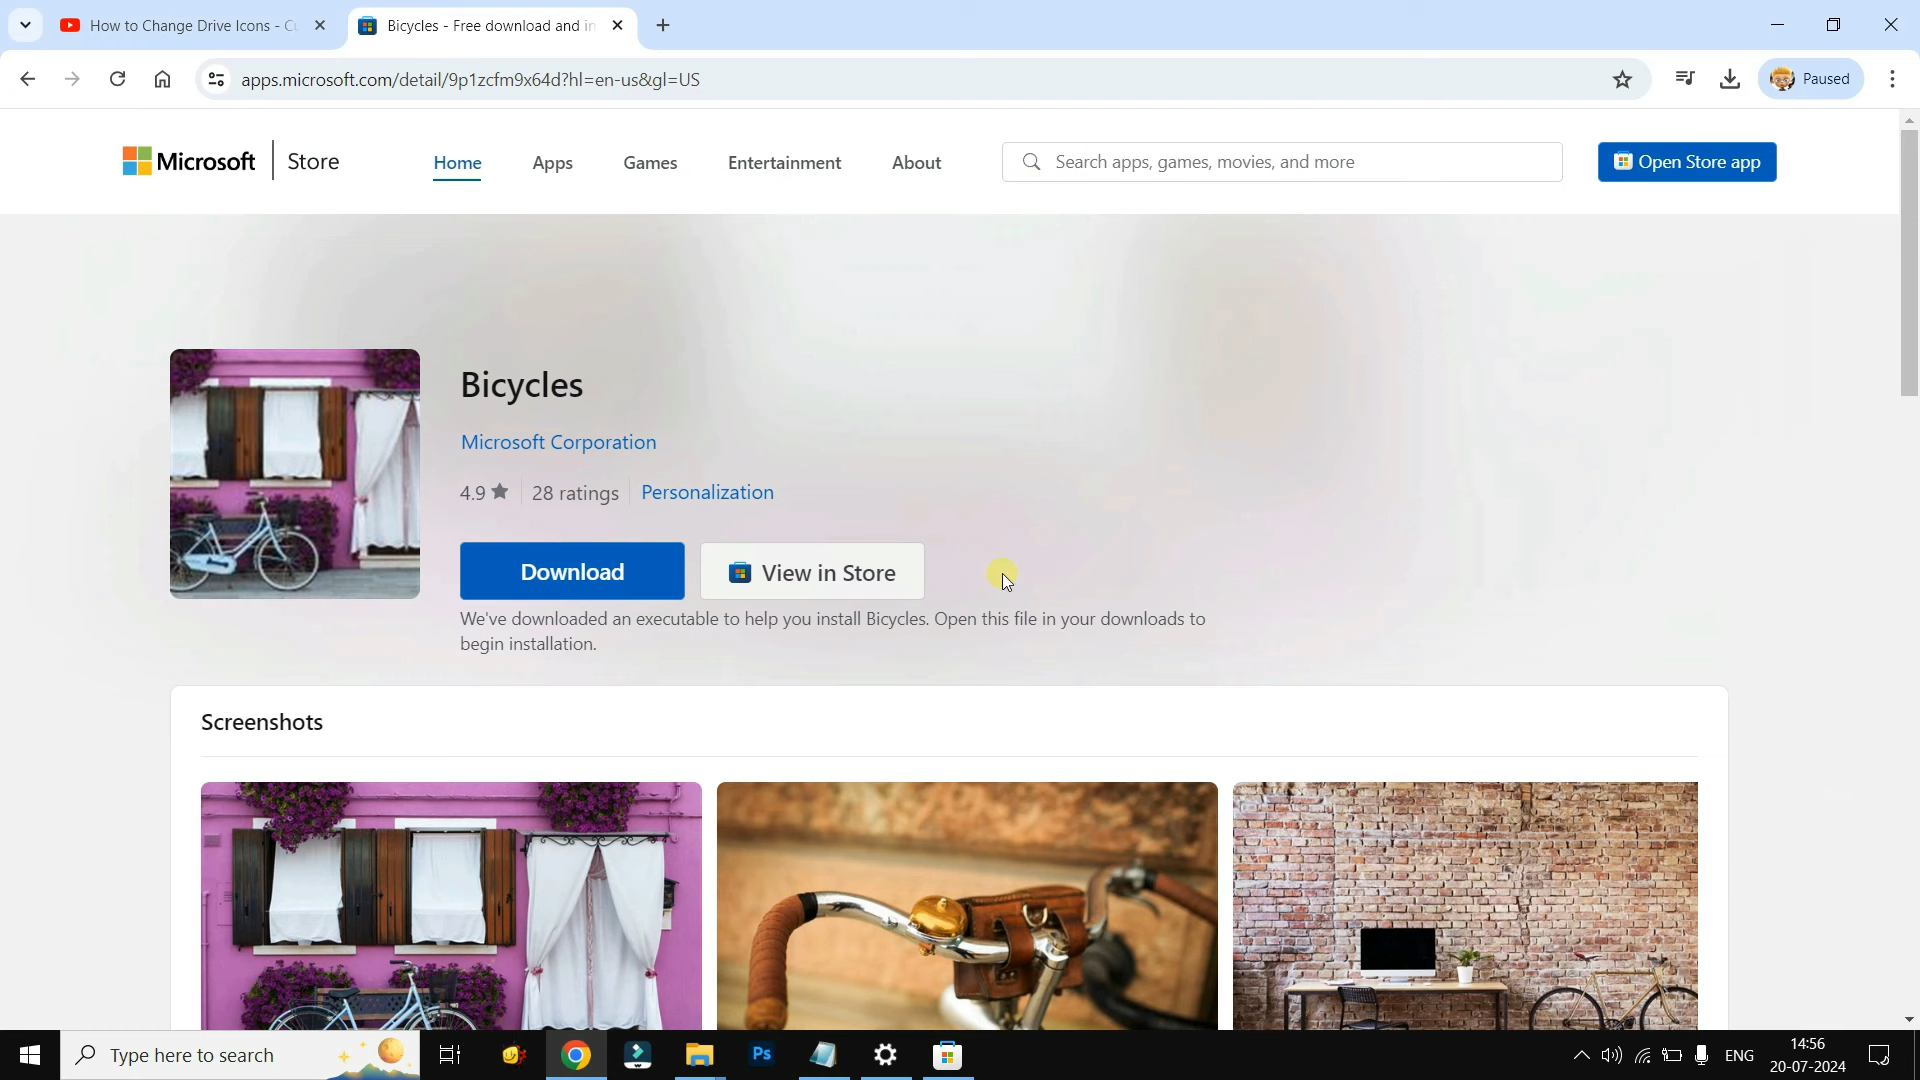 How to Change Drive Icons - Cu
Bicycles - Free download and in
apps.microsoft.com/detail/9p1zcfm9x64d?hl=en-us&gl=US
Paused
Microsoft
Store
Home
Apps
Games
Entertainment
About
Search apps, games, movies, and more
Open Store app
Bicycles
Microsoft Corporation
4.9
28 ratings
Personalization
Download
View in Store
We've downloaded an executable to help you install Bicycles. Open this file in your downloads to
begin installation.
Screenshots
Type here to search
Ps
ENG
14:56
20-07-2024